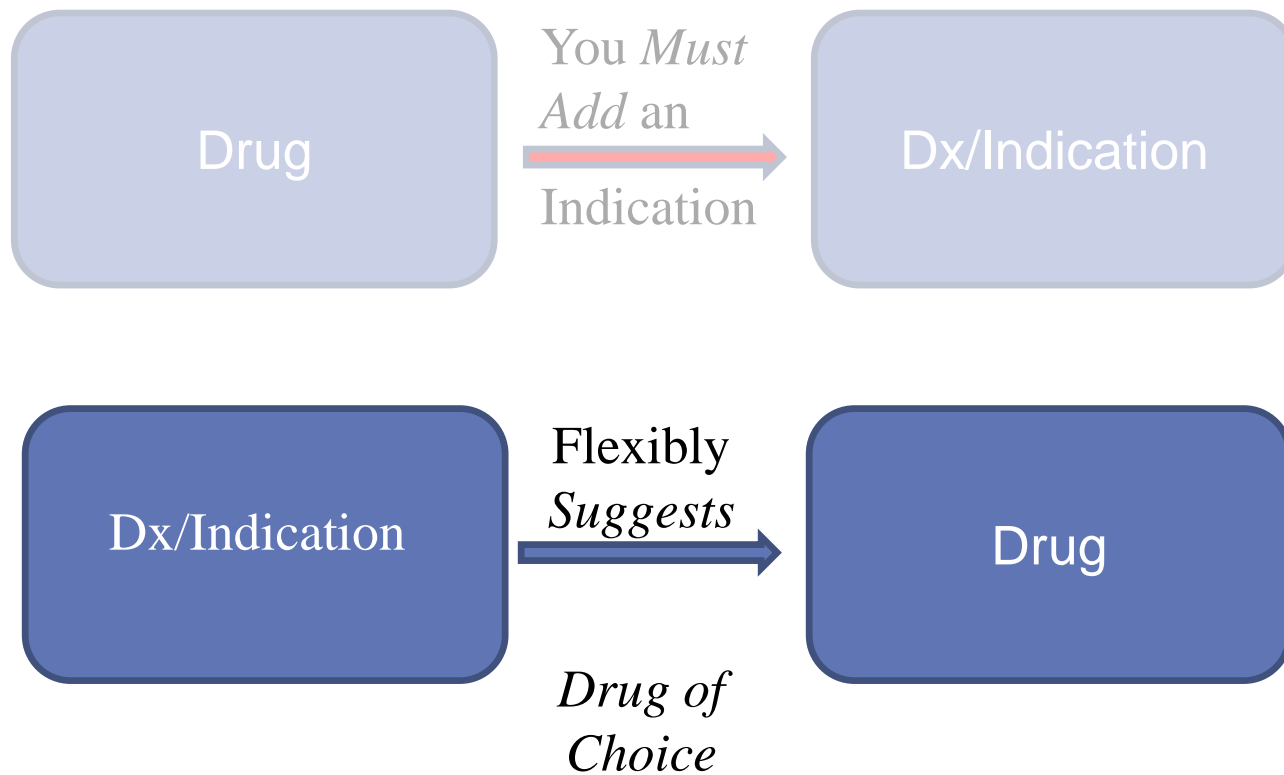 Drug
You Must
Add an
Indication
Dx/Indication
Dx/Indication
Flexibly
Suggests
Drug of
Choice
Drug